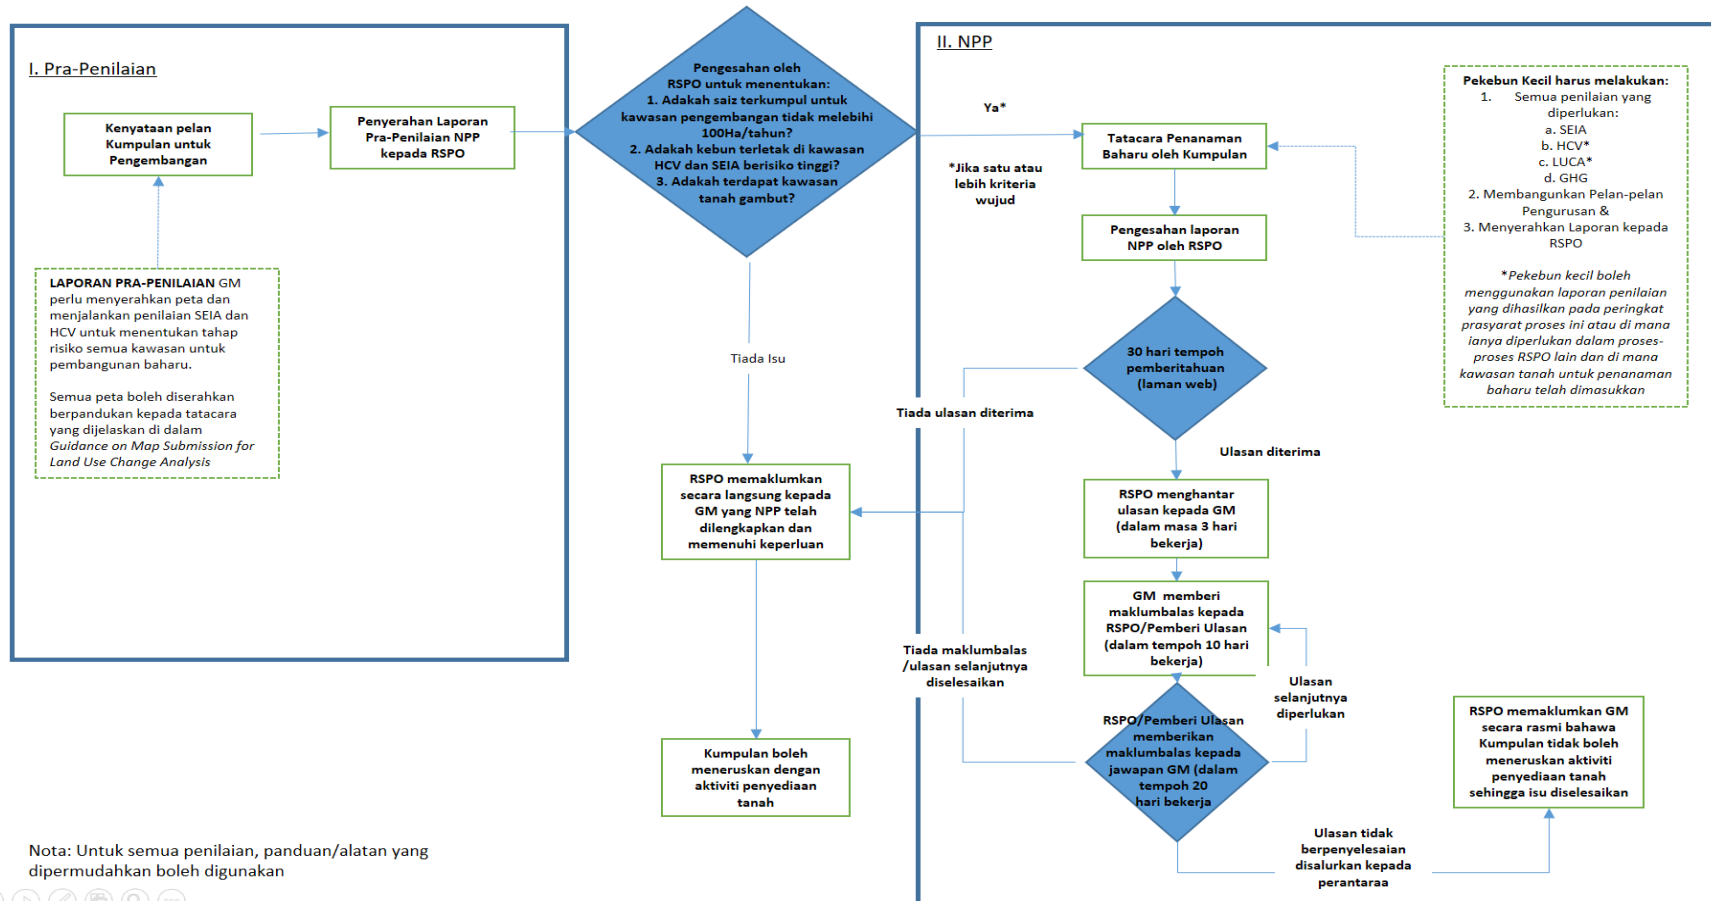 I. Pra-Penilaian
Kenyataan pelan
Kumpulan untuk
Pengembangan
Penyerahan Laporan
Pra-Penilaian NPP
kepada RSPO
LAPORAN PRA-PENILAIAN GM
perlu menyerahkan peta dan
menjalankan penilaian SEIA dan
HCV untuk menentukan tahap
risiko semua kawasan untuk
pembangunan baharu.
Semua peta boleh diserahkan
berpandukan kepada tatacara
yang dijelaskan di dalam
Guidance on Map Submission for
Land Use Change Analysis
Pengesahan oleh
RSPO untuk menentukan:
1. Adakah saiz terkumpul untuk
kawasan pengembangan tidak melebihi
100Ha/tahun?
2. Adakah kebun terletak di kawasan
HCV dan SEIA berisiko tinggi?
3. Adakah terdapat kawasan
tanah gambut?
Tiada Isu
RSPO memaklumkan
secara langsung kepada
GM yang NPP telah
dilengkapkan dan
memenuhi keperluan
Kumpulan boleh
meneruskan dengan
aktiviti penyediaan
tanah
II. NPP
Ya*
*Jika satu atau
lebih kriteria
wujud
Tatacara Penanaman
Baharu oleh Kumpulan
Pengesahan laporan
NPP oleh RSPO
30 hari tempoh
pemberitahuan
(laman web)
Tiada ulasan diterima
Ulasan diterima
RSPO menghantar
ulasan kepada GM
(dalam masa 3 hari
bekerja)
GM memberi
maklumbalas kepada
RSPO/Pemberi Ulasan
(dalam tempoh 10 hari
bekerja)
Tiada maklumbalas
/ulasan selanjutnya
diselesaikan
Ulasan
selanjutnya
diperlukan
RSPO/Pemberi Ulasan
memberikan
maklumbalas kepada
jawapan GM (dalam
tempoh 20
hari bekerja
Ulasan tidak
berpenyelesaian
disalurkan kepada
perantaraa
RSPO memaklumkan GM
secara rasmi bahawa
Kumpulan tidak boleh
meneruskan aktiviti
penyediaan tanah
sehingga isu diselesaikan
Pekebun Kecil harus melakukan:
1. Semua penilaian yang
diperlukan:
a. SEIA
b. HCV*
c. LUCA*
d. GHG
2. Membangunkan Pelan-pelan
Pengurusan &
3. Menyerahkan Laporan kepada
RSPO
*Pekebun kecil boleh
menggunakan laporan penilaian
yang dihasilkan pada peringkat
prasyarat proses ini atau di mana
ianya diperlukan dalam proses-
proses RSPO lain dan di mana
kawasan tanah untuk penanaman
baharu telah dimasukkan
Nota: Untuk semua penilaian, panduan/alatan yang
dipermudahkan boleh digunakan